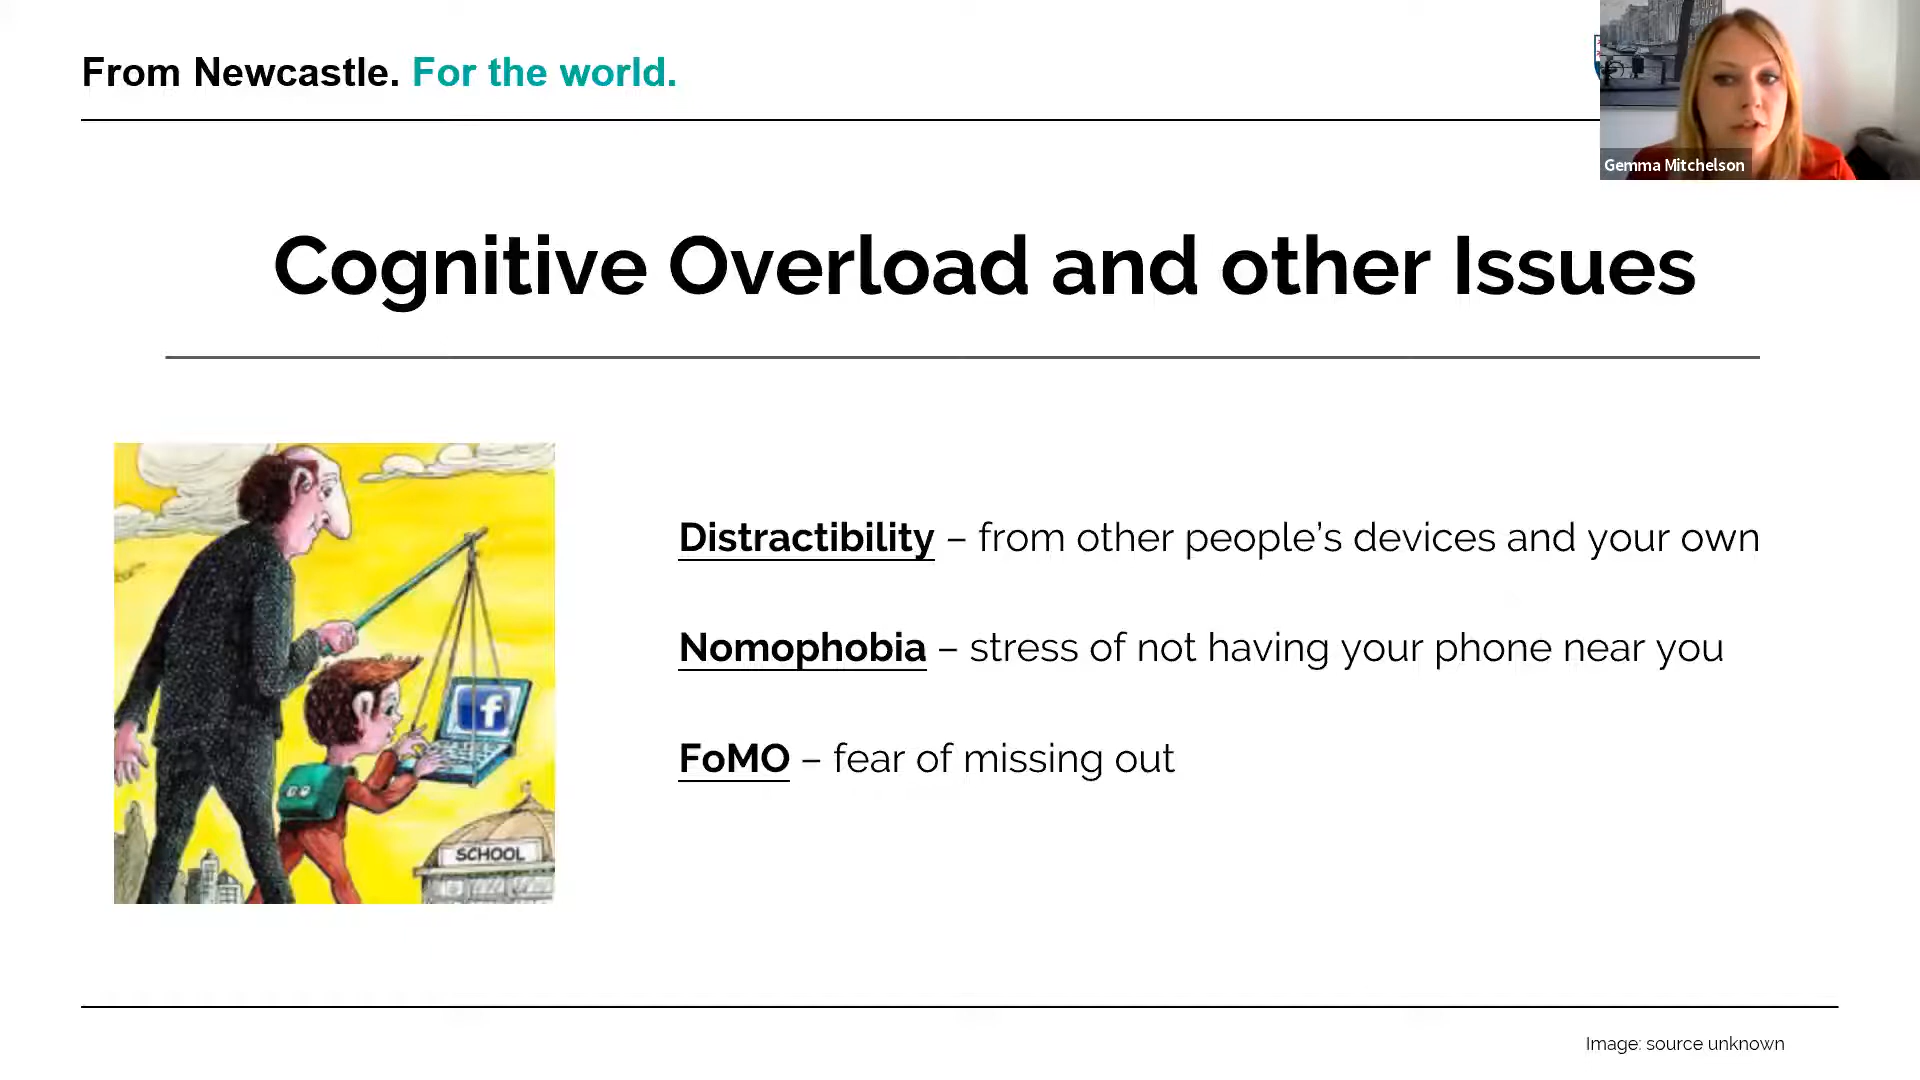 From Newcastle. For the world.
Gemma Mitchelson
Cognitive Overload and other Issues
Distractibility – from other people’s devices and your own
Nomophobia – stress of not having your phone near you
f
FoMO – fear of missing out
SCHOOL
Image: source unknown